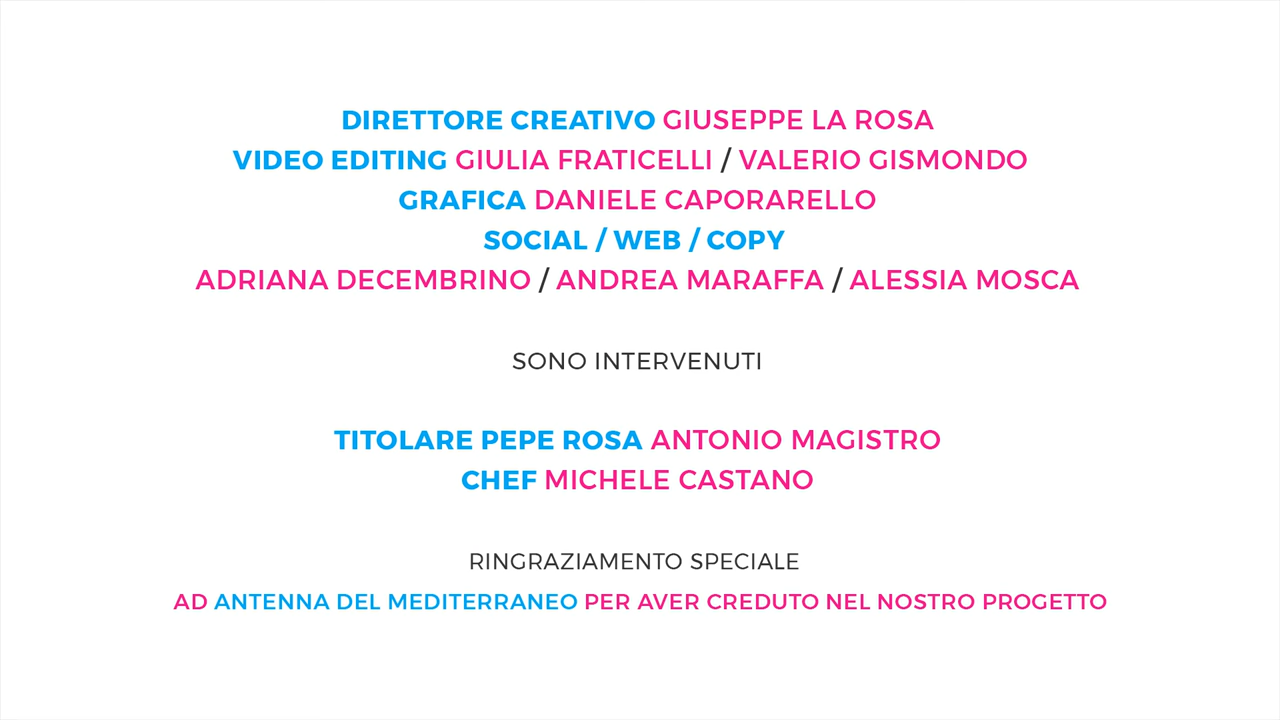 DIRETTORE CREATIVO GIUSEPPE LA ROSA
VIDEO EDITING GIULIA FRATICELLI / VALERIO GISMONDO
GRAFICA DANIELE CAPORARELLO
SOCIAL / WEB / COPY
ADRIANA DECEMBRINO / ANDREA MARAFFA / ALESSIA MOSCA
SONO INTERVENUTI
TITOLARE PEPE ROSA ANTONIO MAGISTRO
CHEF MICHELE CASTANO
RINGRAZIAMENTO SPECIALE
AD ANTENNA DEL MEDITERRANEO PER AVER CREDUTO NEL NOSTRO PROGETTO